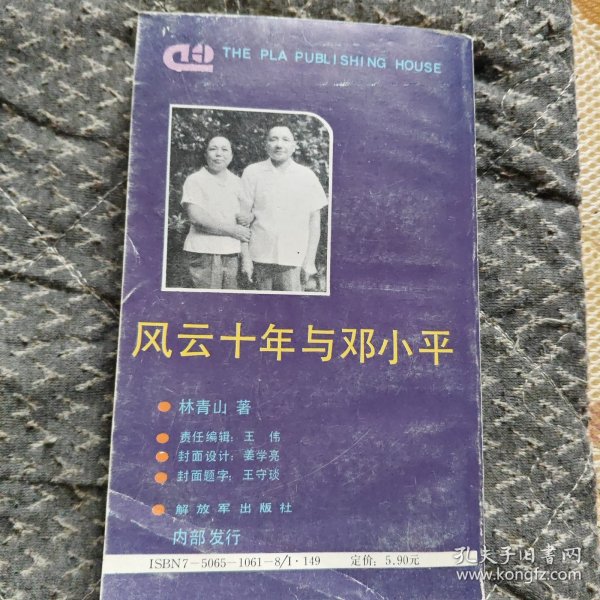 THE PLA PUBLISHING HOUSE
风云十年与邓小平
林青山 著
责任编辑：王 伟
封面设计：姜学亮
封面题字：王守琰
解放军出版社
内部发行
ISBN7—5065—1061—8/I·149 定价：5.90元
孔夫子旧书网
www.kongfz.com